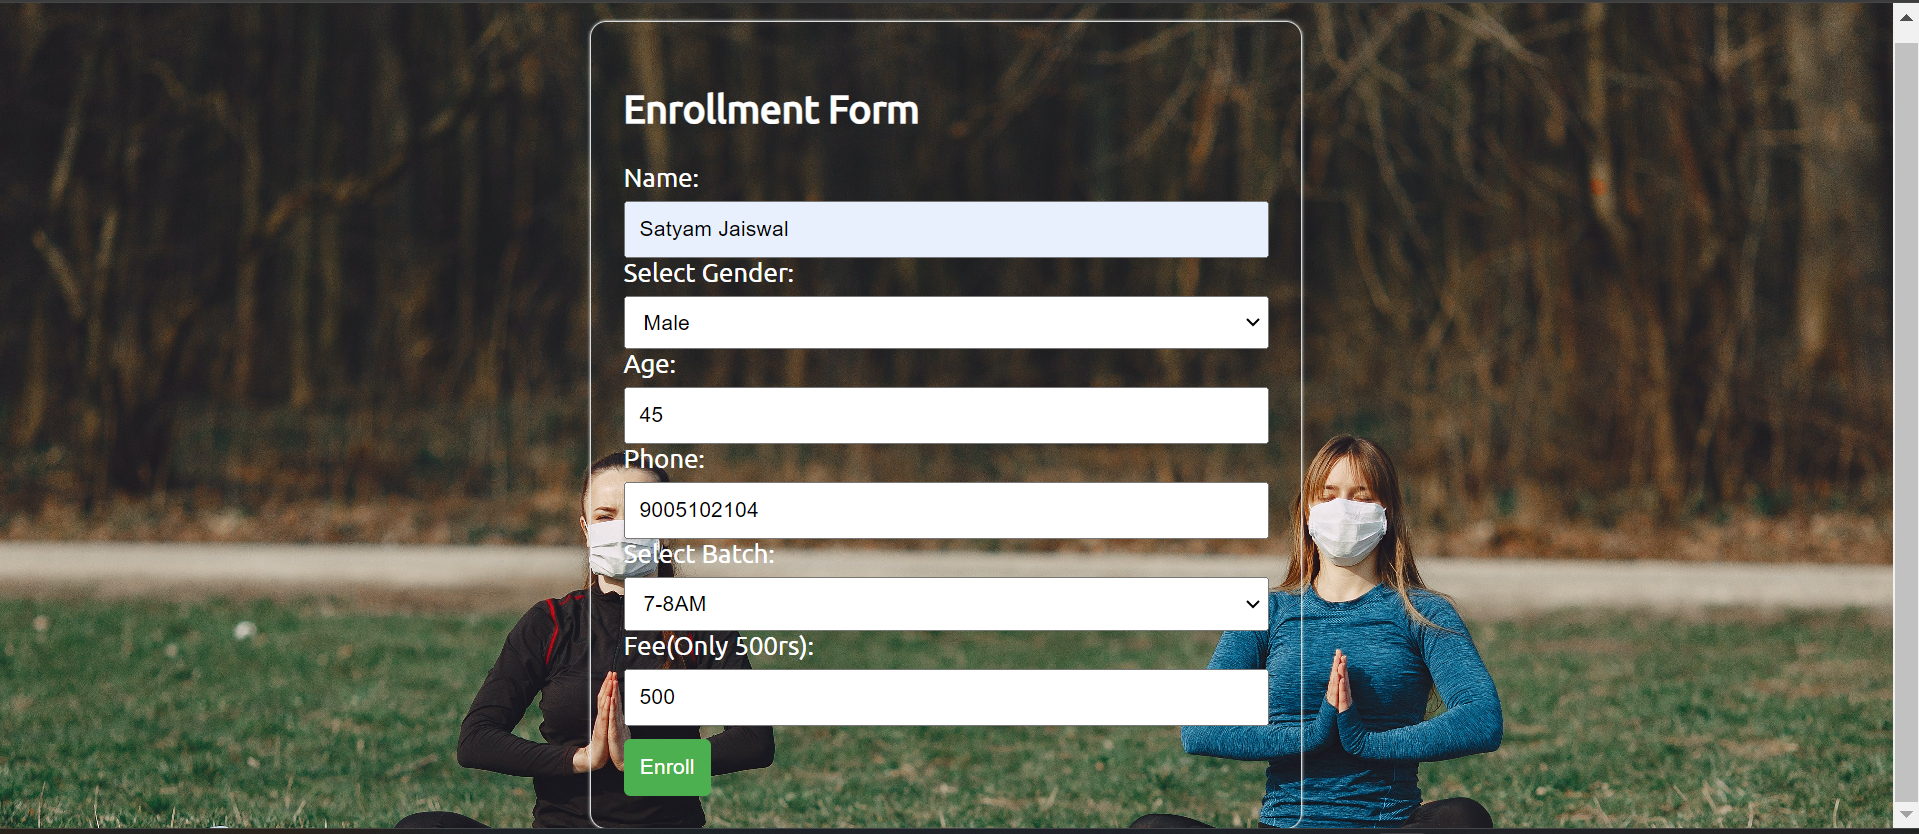 Enrollment Form
Name:
Satyam Jaiswal
Select Gender:
Male
Age:
45
Phone:
9005102104
Select Batch:
7-8AM
Fee(Only 500rs):
500
Enroll